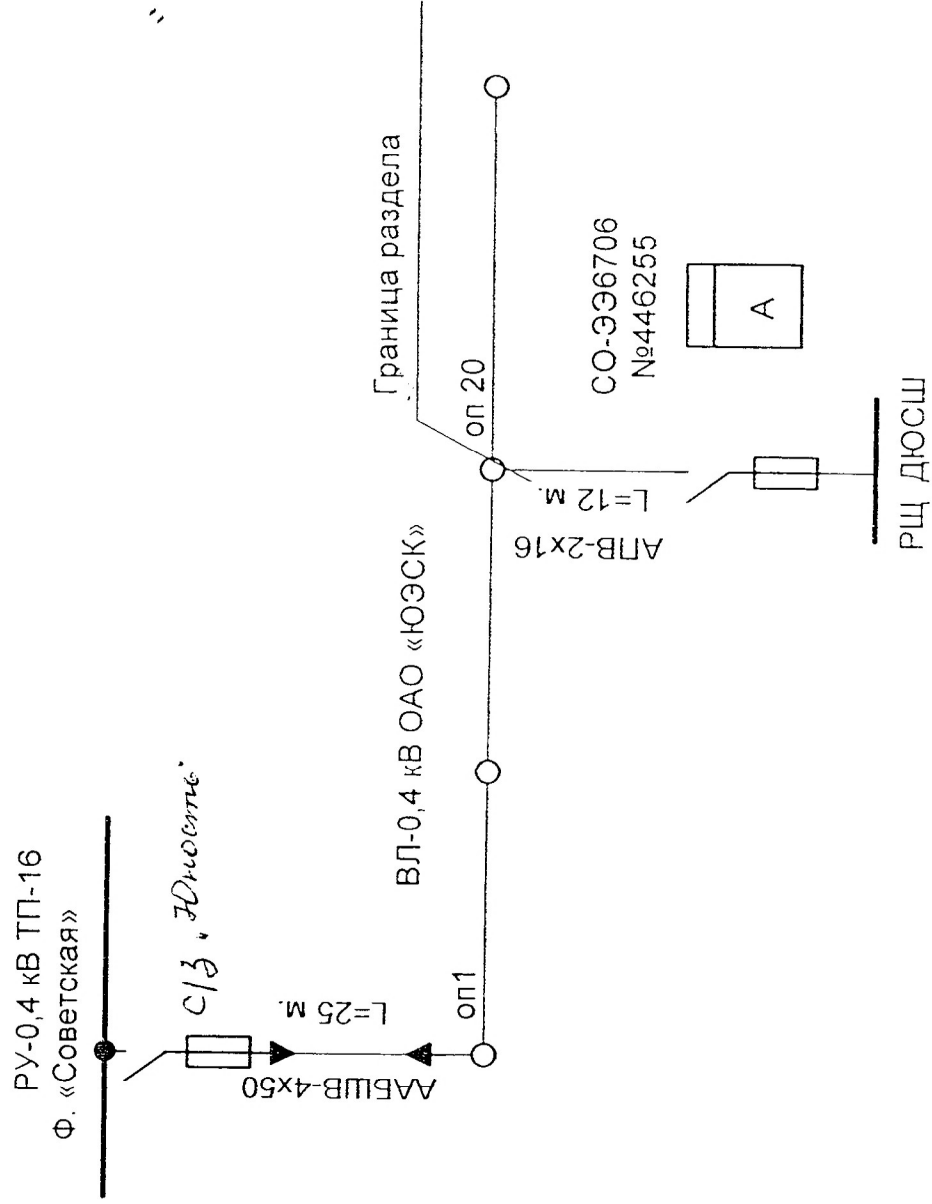 РУ-0,4 кВ ТП-16
Ф. «Советская»
С/З „Юность"
ААБШВ-4х50
L=25 м.
оп1
ВЛ-0,4 кВ ОАО «ЮЭСК»
оп 20
Граница раздела
АПВ-2х16
L=12 м.
СО-ЭЭ6706
№446255
А
РЩ ДЮСШ